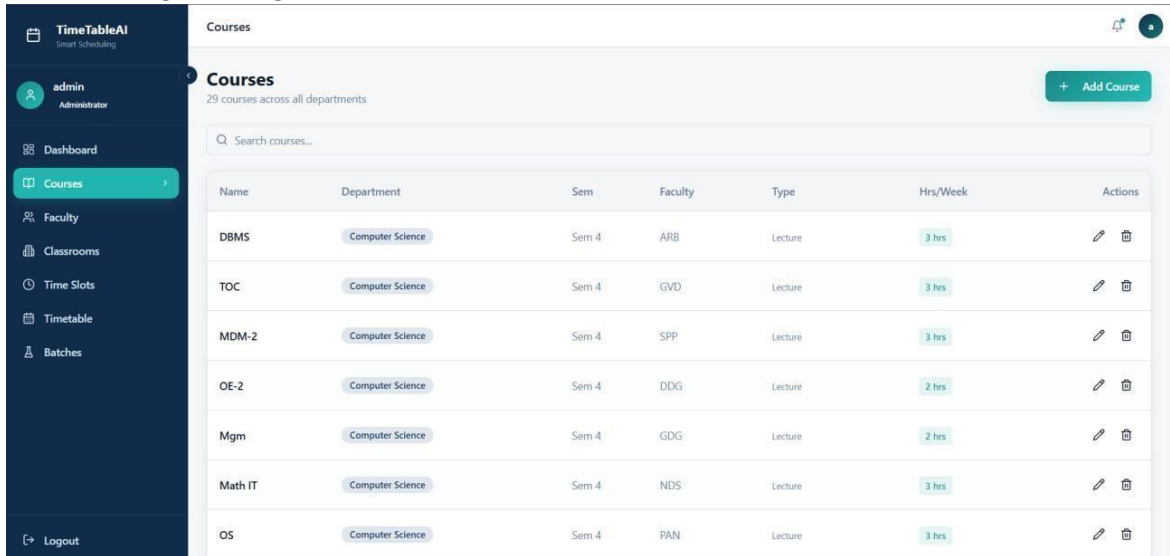 TimeTableAI
Smart Scheduling
admin
Administrator
Dashboard
Courses
Faculty
Classrooms
Time Slots
Timetable
Batches
Logout
Courses
a
Courses
29 courses across all departments
+ Add Course
Search courses...
Name Department Sem Faculty Type Hrs/Week Actions
DBMS Computer Science Sem 4 ARB Lecture 3 hrs
TOC Computer Science Sem 4 GVD Lecture 3 hrs
MDM-2 Computer Science Sem 4 SPP Lecture 3 hrs
OE-2 Computer Science Sem 4 DDG Lecture 2 hrs
Mgm Computer Science Sem 4 GDG Lecture 2 hrs
Math IT Computer Science Sem 4 NDS Lecture 3 hrs
OS Computer Science Sem 4 PAN Lecture 3 hrs